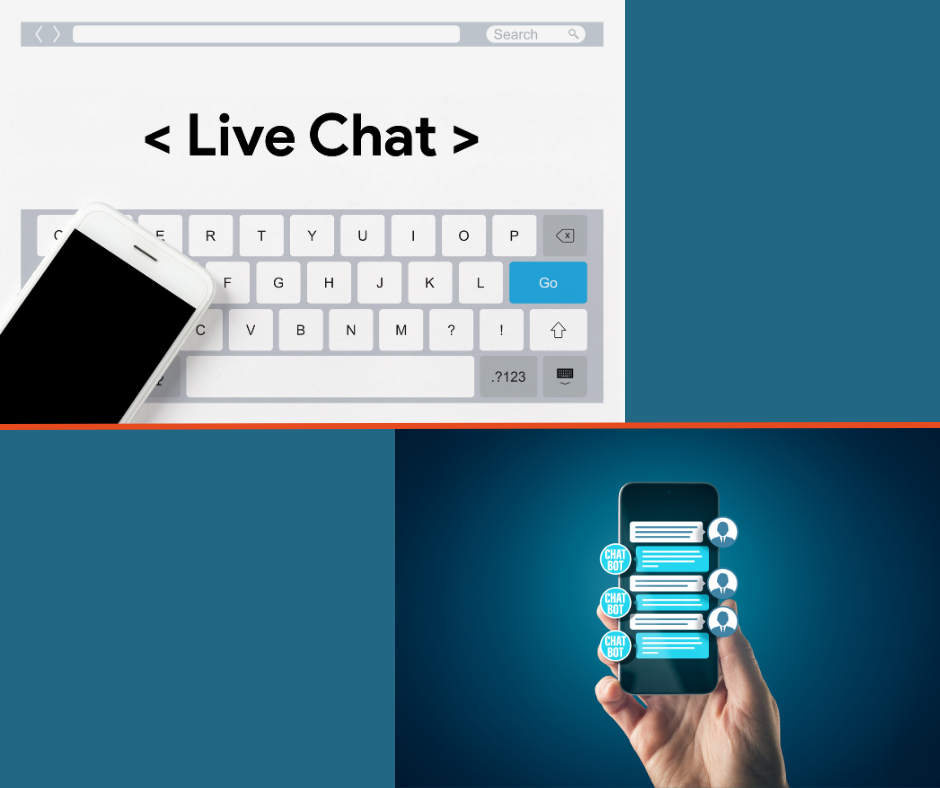 Search
< Live Chat >
E R T Y U I O P
F G H J K L Go
C V B N M ? !
.?123
CHAT
BOT
CHAT
BOT
CHAT
BOT